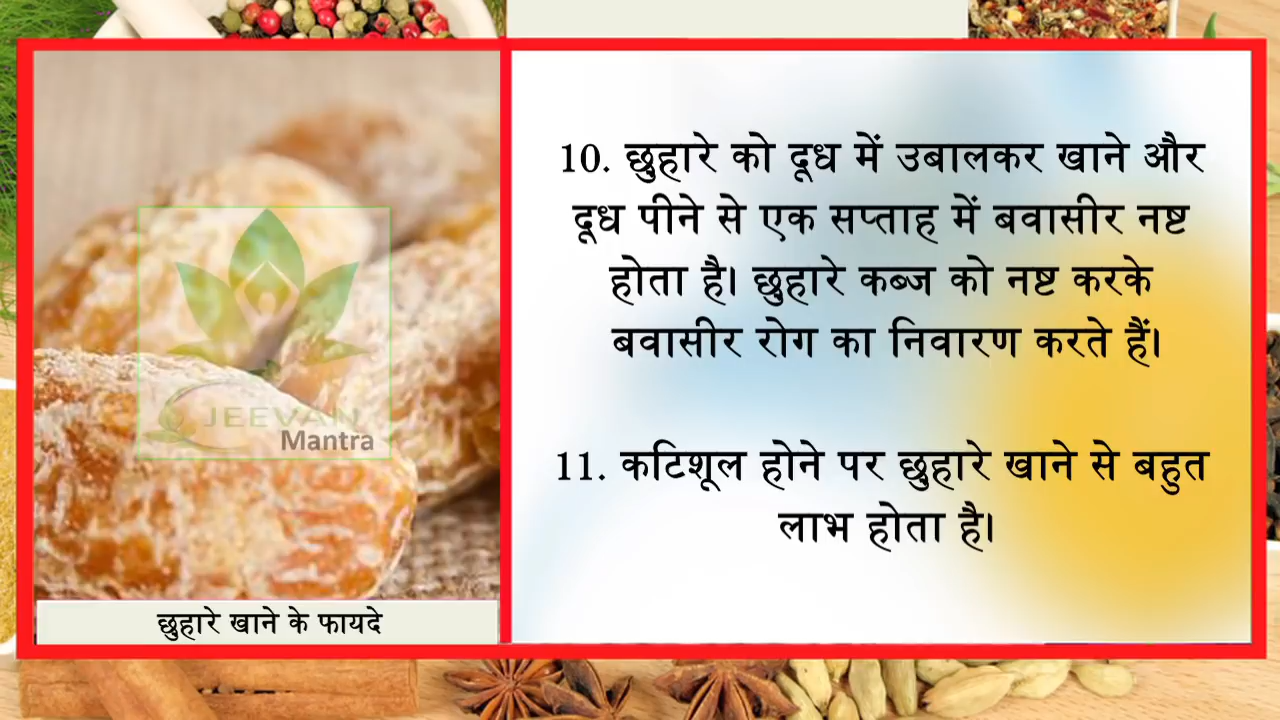 10. छुहारे को दूध में उबालकर खाने और
दूध पीने से एक सप्ताह में बवासीर नष्ट
होता है। छुहारे कब्ज को नष्ट करके
बवासीर रोग का निवारण करते हैं।
11. कटिशूल होने पर छुहारे खाने से बहुत
लाभ होता है।
JEEVAN
Mantra
छुहारे खाने के फायदे